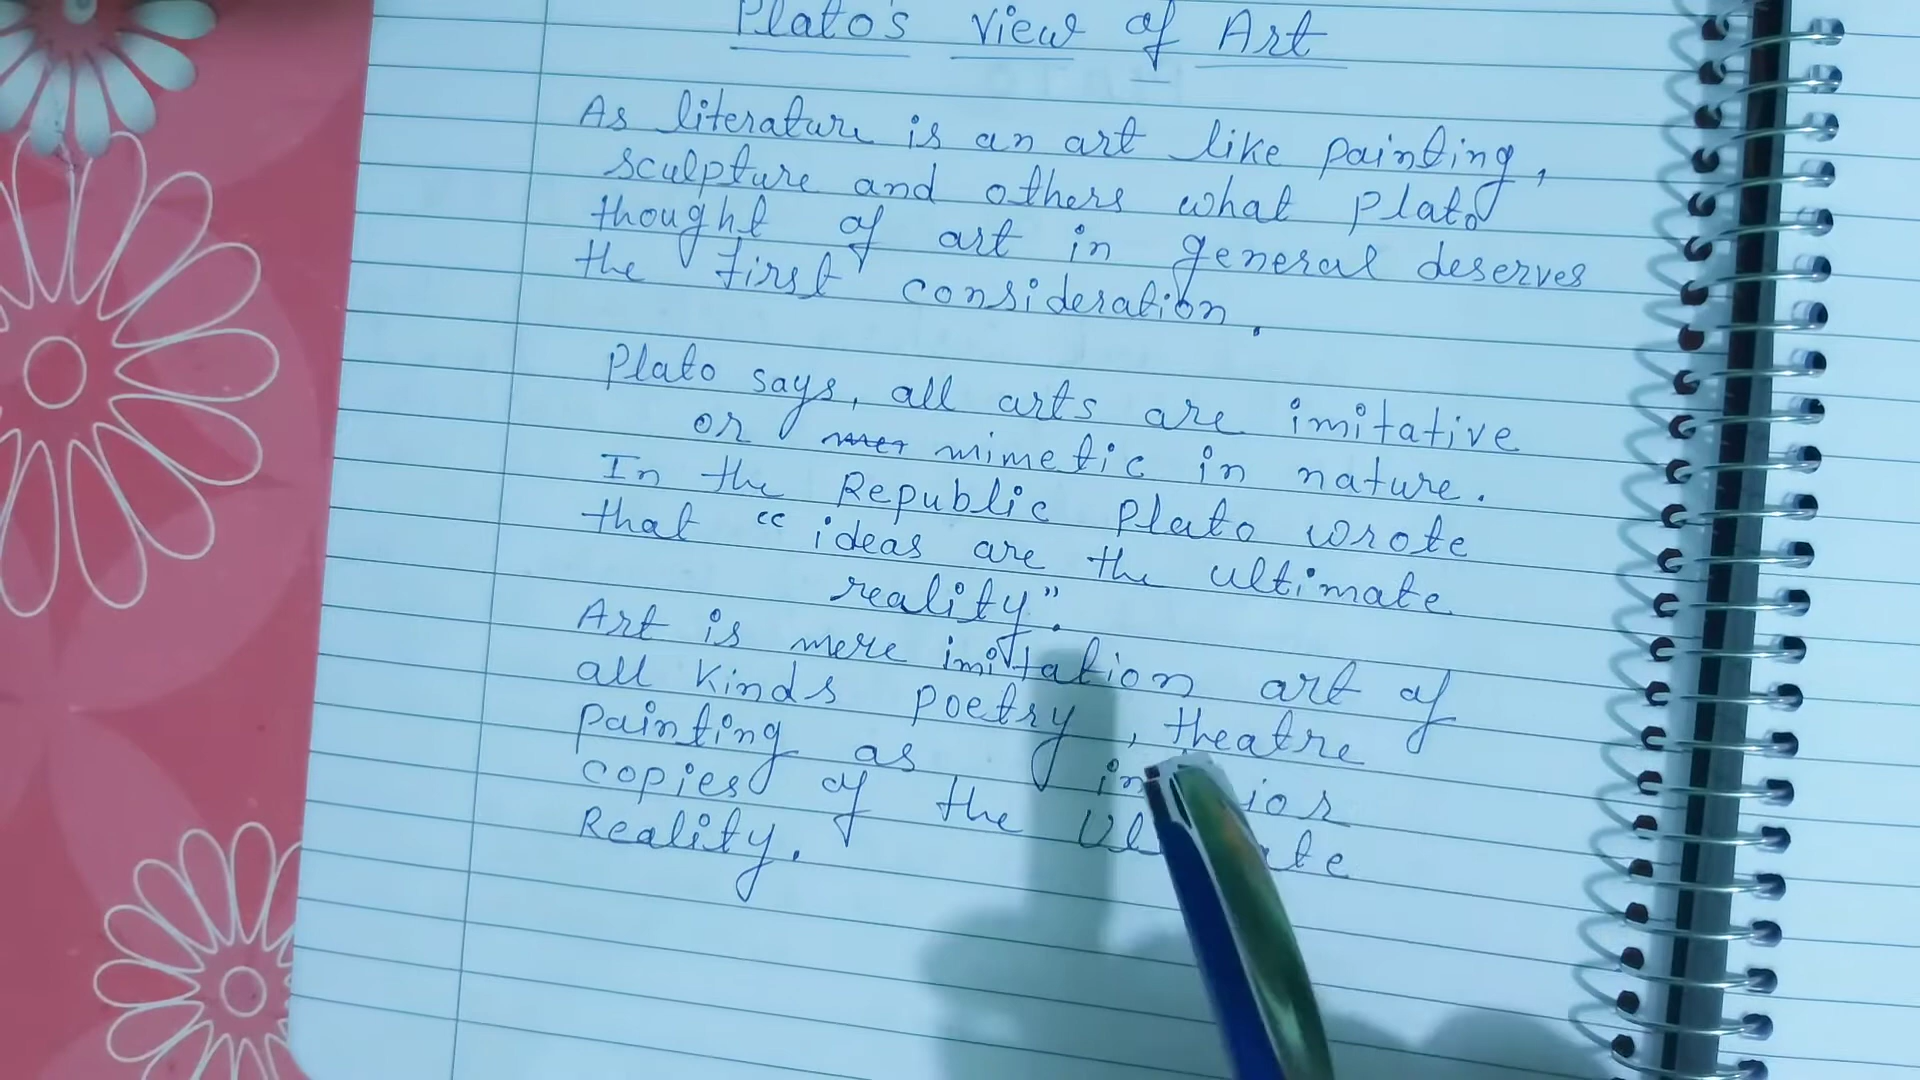 Plato's view of Art
As literature is an art like painting,
sculpture and others what Plato
thought of art in general deserves
the first consideration.
Plato says, all arts are imitative
or mimetic in nature.
In the Republic Plato wrote
that "ideas are the ultimate
reality".
Art is mere imitation art of
all kinds poetry, theatre
painting as
copies of the
Reality.